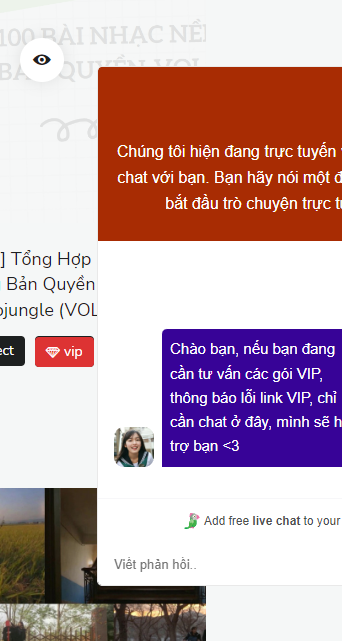 100 BÀI NHẠC NỀ
BẢ QUYỀN VOL
Chúng tôi hiện đang trực tuyến
chat với bạn. Bạn hãy nói một
bắt đầu trò chuyện trực
] Tổng Hợp
Bản Quyền
ojungle (VOL
ect
vip
Chào bạn, nếu bạn đang
cần tư vấn các gói VIP,
thông báo lỗi link VIP, chỉ
cần chat ở đây, mình sẽ h
trợ bạn <3
Add free live chat to your
Viết phản hồi..